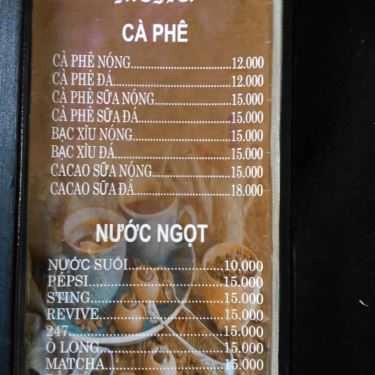 CÀ PHÊ
CÀ PHÊ NÓNG 12.000
CÀ PHÊ ĐÁ 12.000
CÀ PHÊ SỮA NÓNG 15.000
CÀ PHÊ SỮA ĐÁ 15.000
BẠC XỈU NÓNG 15.000
BẠC XỈU ĐÁ 15.000
CACAO SỮA NÓNG 15.000
CACAO SỮA ĐÁ 18.000
NƯỚC NGỌT
NƯỚC SUỐI 10.000
PEPSI 15.000
STING 15.000
REVIVE 15.000
247 15.000
Ô LONG 15.000
MATCHA 15.000